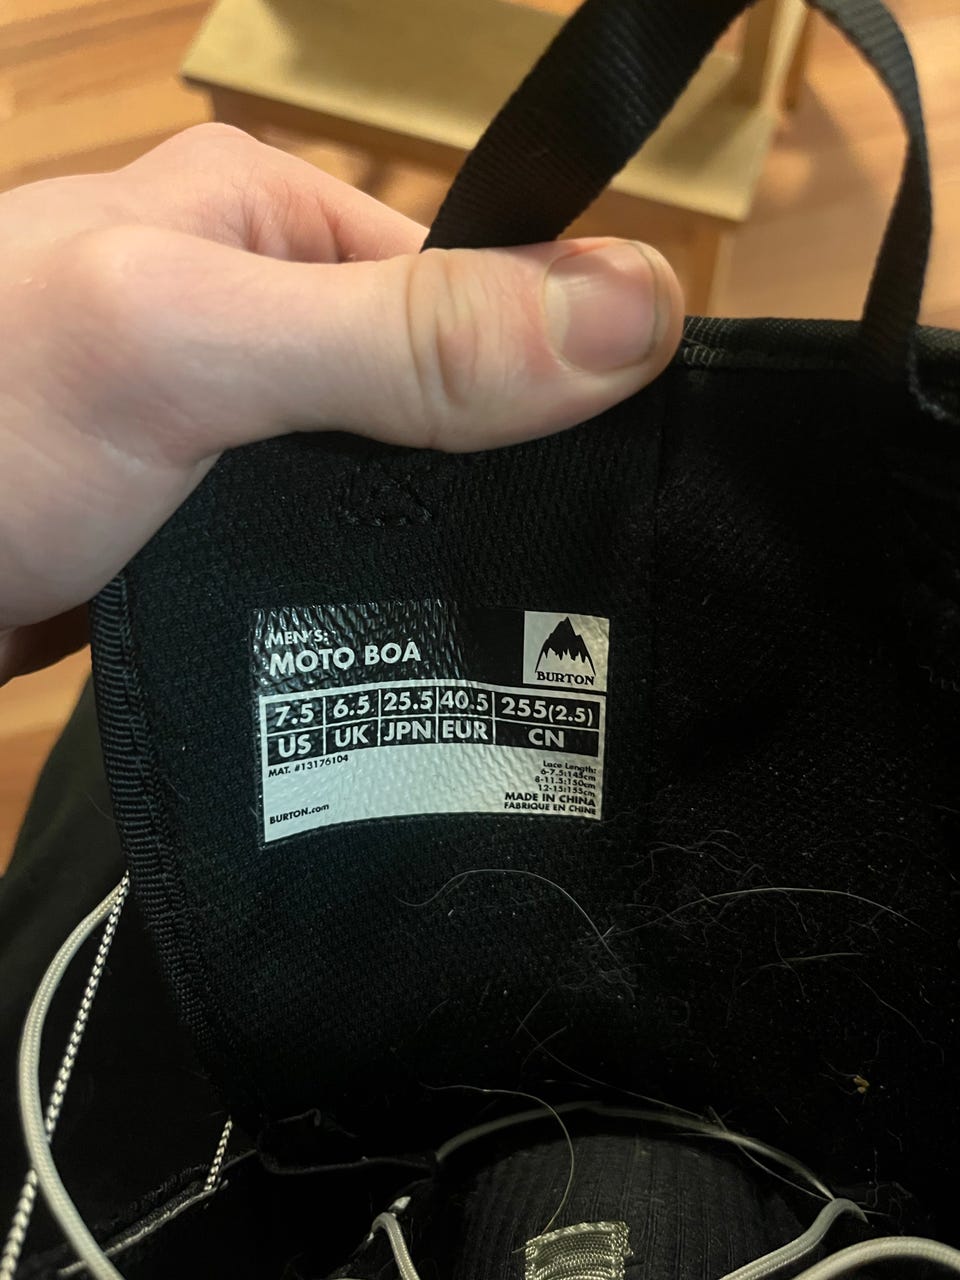 MEN'S:
MOTO BOA
BURTON
7.5 6.5 25.5 40.5 255(2.5)
US UK JPN EUR CN
MAT. #13176104
Lace Length:
6-7.5:145cm
8-11.5:150cm
12-15:155cm
MADE IN CHINA
FABRIQUE EN CHINE
BURTON.com